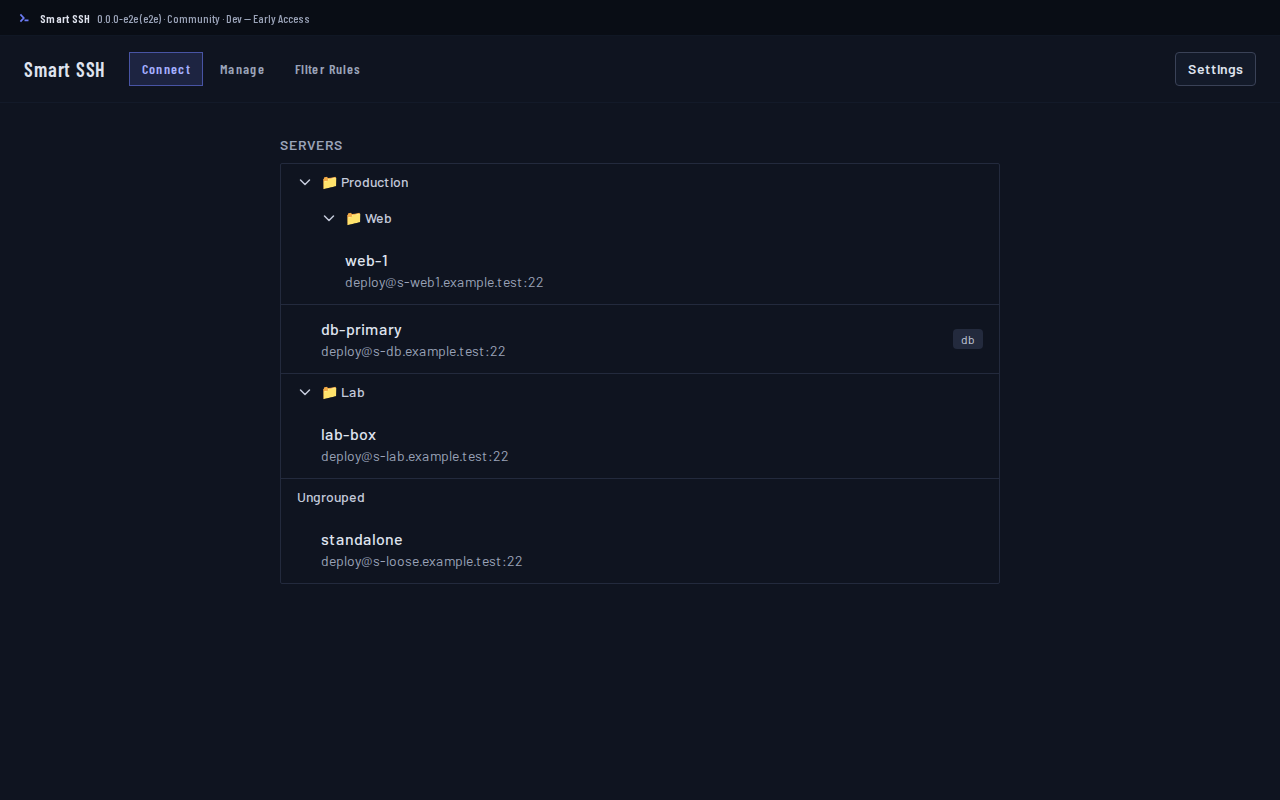 Smart SSH 0.0.0-e2e (e2e) · Community · Dev — Early Access
Smart SSH
Connect
Manage
Filter Rules
Settings
SERVERS
Production
Web
web-1
deploy@s-web1.example.test:22
db-primary
deploy@s-db.example.test:22
db
Lab
lab-box
deploy@s-lab.example.test:22
Ungrouped
standalone
deploy@s-loose.example.test:22